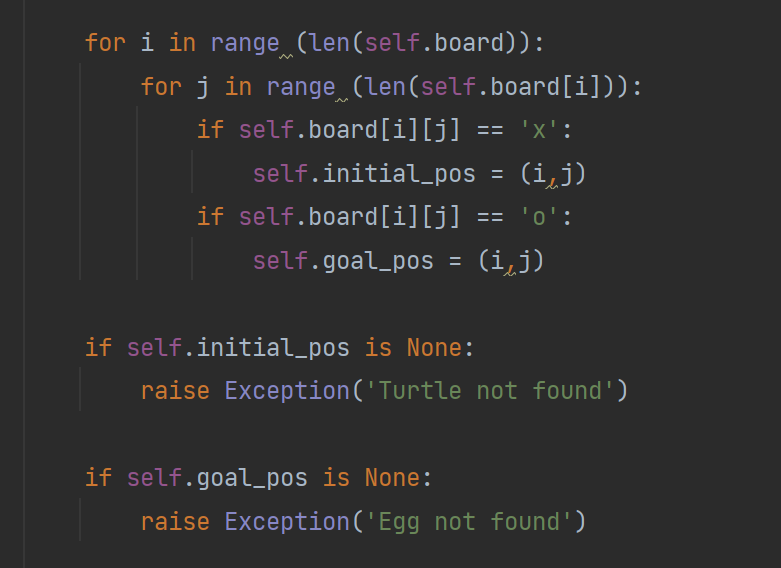 for i in range (len(self.board)):
    for j in range (len(self.board[i])):
        if self.board[i][j] == 'x':
            self.initial_pos = (i,j)
        if self.board[i][j] == 'o':
            self.goal_pos = (i,j)
if self.initial_pos is None:
    raise Exception('Turtle not found')
if self.goal_pos is None:
    raise Exception('Egg not found')